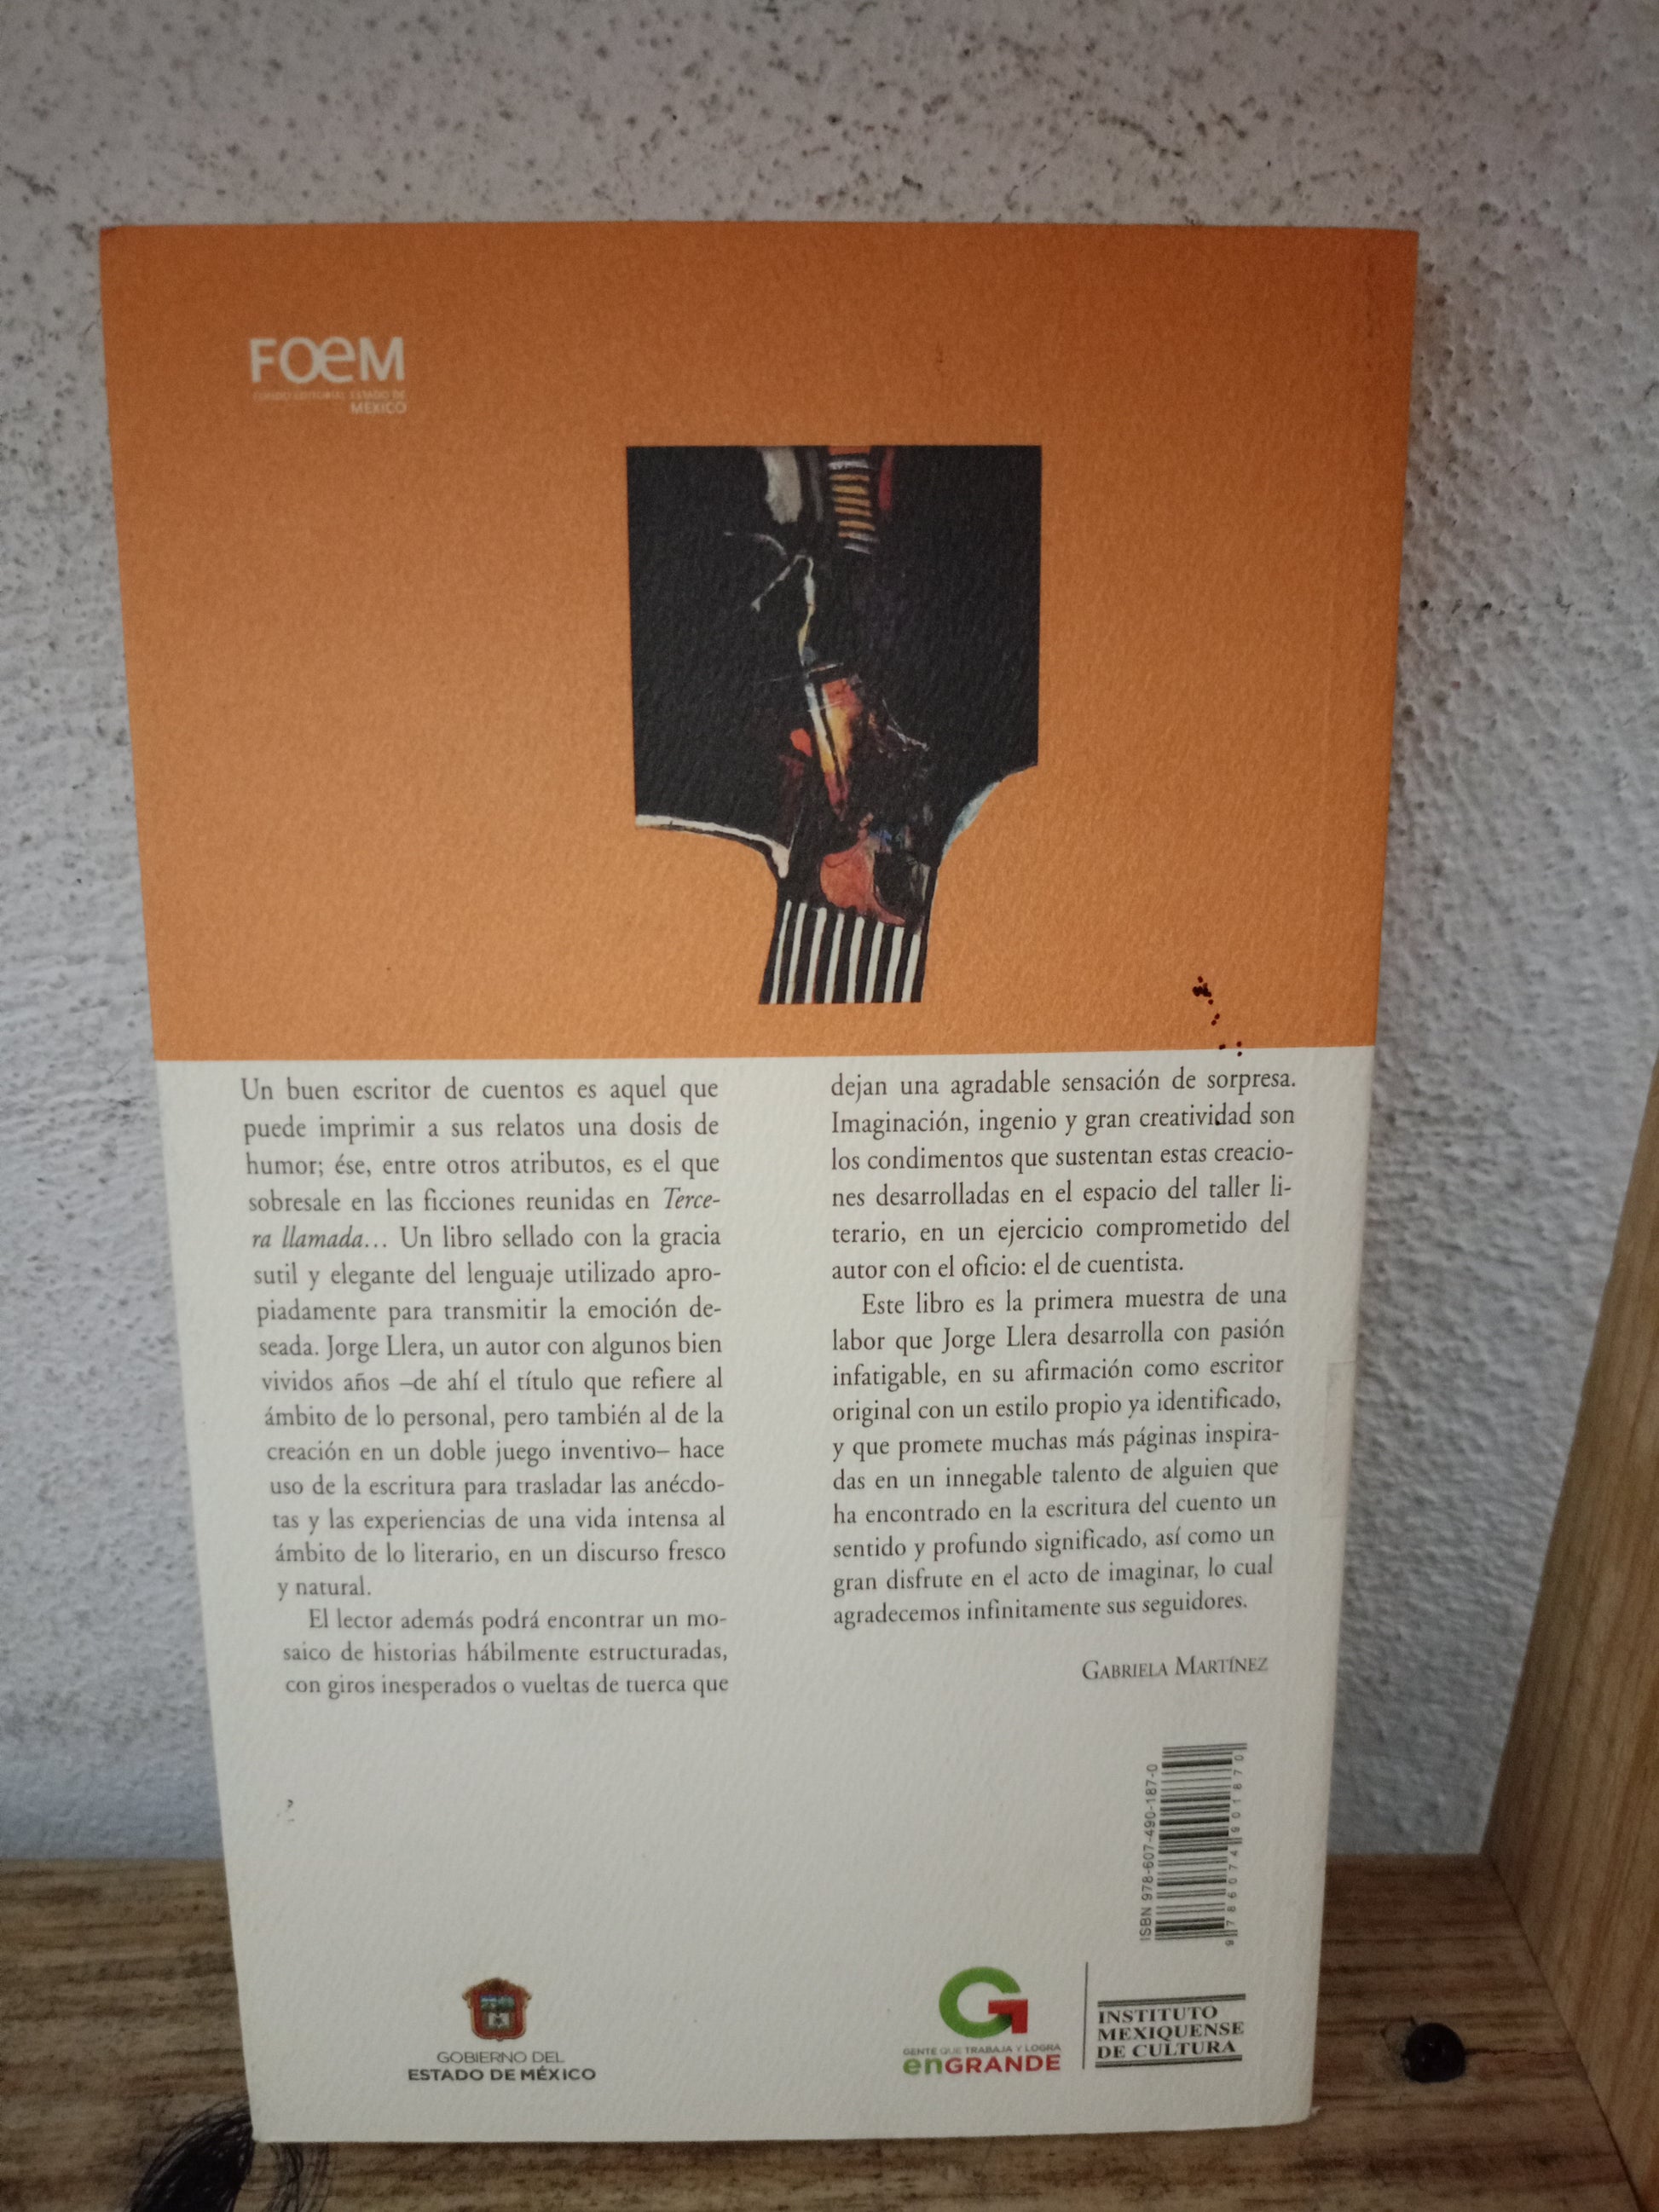 FOeM
FONDO EDITORIAL ESTADO DE
MÉXICO
Un buen escritor de cuentos es aquel que
puede imprimir a sus relatos una dosis de
humor; ése, entre otros atributos, es el que
sobresale en las ficciones reunidas en Terce-
ra llamada... Un libro sellado con la gracia
sutil y elegante del lenguaje utilizado apro-
piadamente para transmitir la emoción de-
seada. Jorge Llera, un autor con algunos bien
vividos años –de ahí el título que refiere al
ámbito de lo personal, pero también al de la
creación en un doble juego inventivo– hace
uso de la escritura para trasladar las anécdo-
tas y las experiencias de una vida intensa al
ámbito de lo literario, en un discurso fresco
y natural.
El lector además podrá encontrar un mo-
saico de historias hábilmente estructuradas,
con giros inesperados o vueltas de tuerca que
dejan una agradable sensación de sorpresa.
Imaginación, ingenio y gran creatividad son
los condimentos que sustentan estas creacio-
nes desarrolladas en el espacio del taller li-
terario, en un ejercicio comprometido del
autor con el oficio: el de cuentista.
Este libro es la primera muestra de una
labor que Jorge Llera desarrolla con pasión
infatigable, en su afirmación como escritor
original con un estilo propio ya identificado,
y que promete muchas más páginas inspira-
das en un innegable talento de alguien que
ha encontrado en la escritura del cuento un
sentido y profundo significado, así como un
gran disfrute en el acto de imaginar, lo cual
agradecemos infinitamente sus seguidores.
GABRIELA MARTÍNEZ
ISBN 978-607-490-187-0
9 786074 901870
GOBIERNO DEL
ESTADO DE MÉXICO
GENTE QUE TRABAJA Y LOGRA
enGRANDE
INSTITUTO
MEXIQUENSE
DE CULTURA